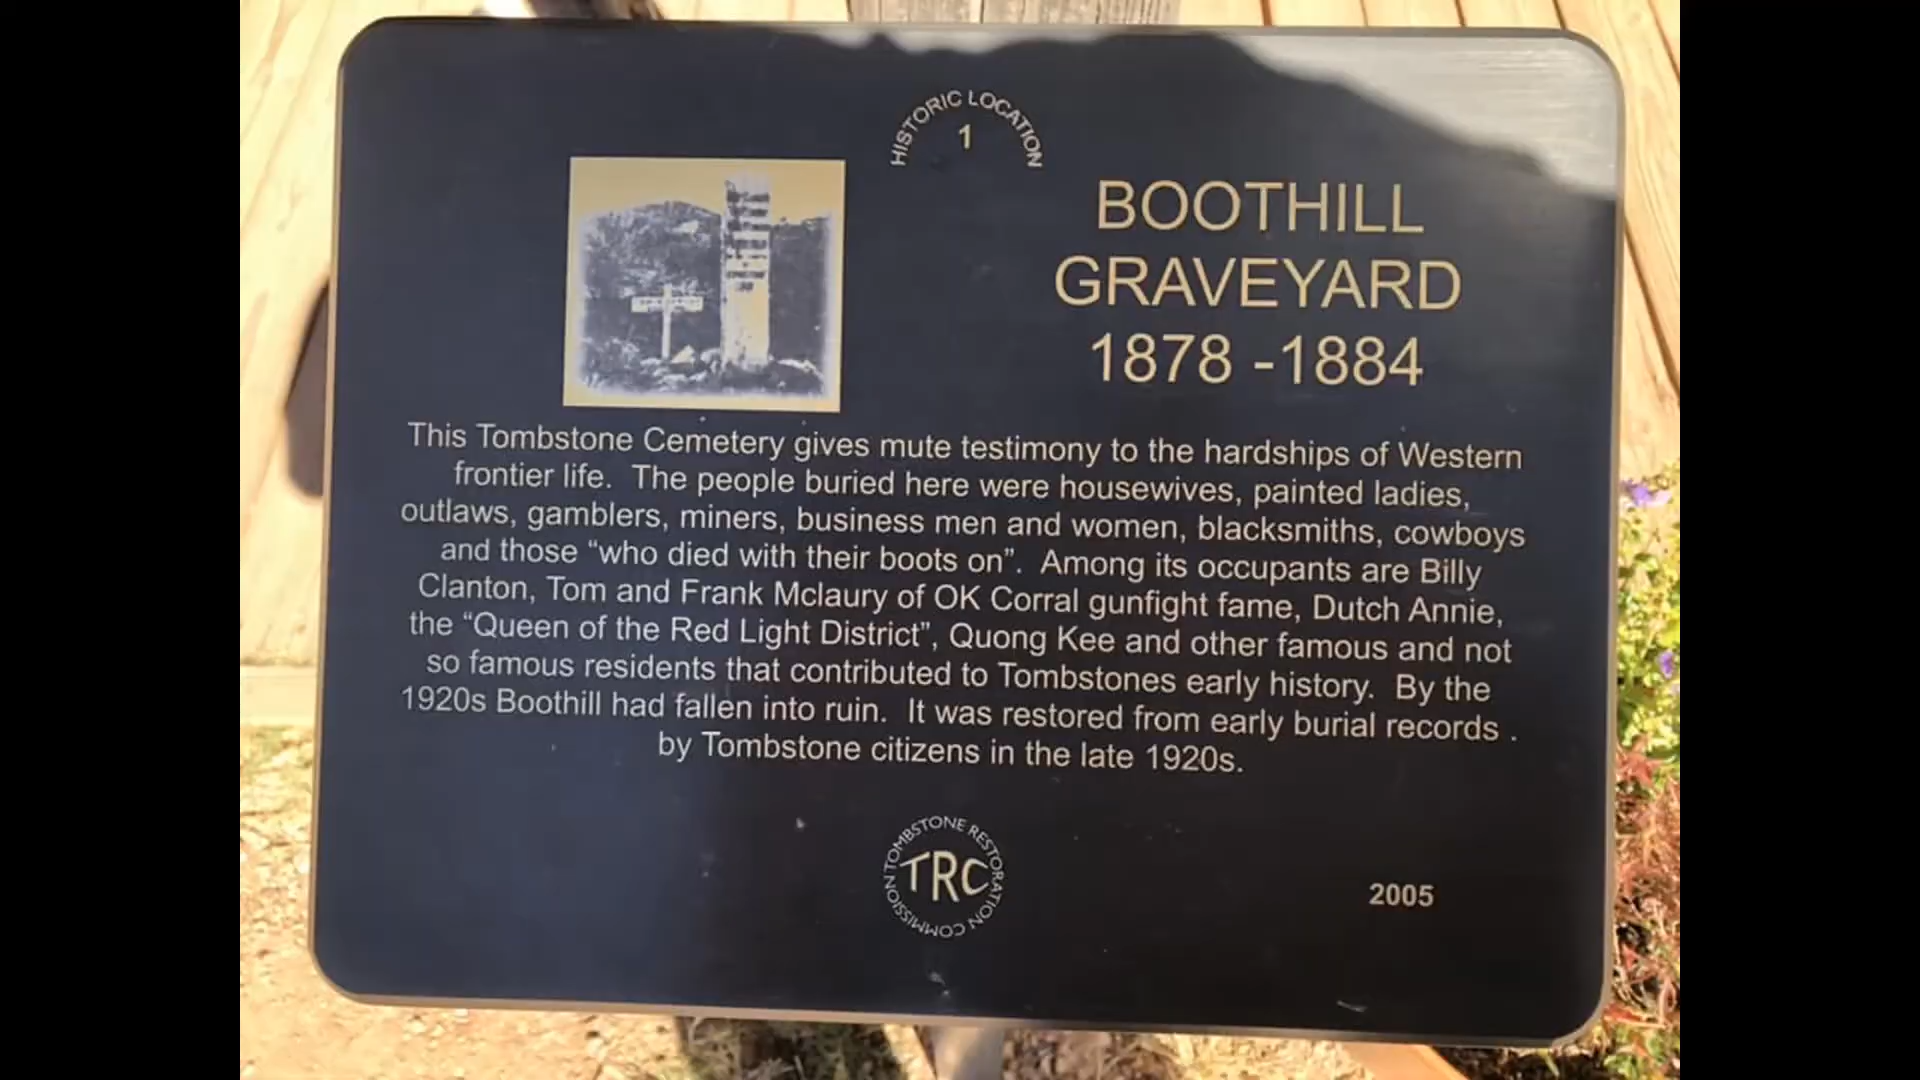 HISTORIC LOCATION
1
BOOTHILL
GRAVEYARD
1878 -1884
This Tombstone Cemetery gives mute testimony to the hardships of Western
frontier life. The people buried here were housewives, painted ladies,
outlaws, gamblers, miners, business men and women, blacksmiths, cowboys
and those “who died with their boots on”. Among its occupants are Billy
Clanton, Tom and Frank Mclaury of OK Corral gunfight fame, Dutch Annie,
the “Queen of the Red Light District”, Quong Kee and other famous and not
so famous residents that contributed to Tombstones early history. By the
1920s Boothill had fallen into ruin. It was restored from early burial records .
by Tombstone citizens in the late 1920s.
TOMBSTONE RESTORATION COMMISSION
TRC
2005